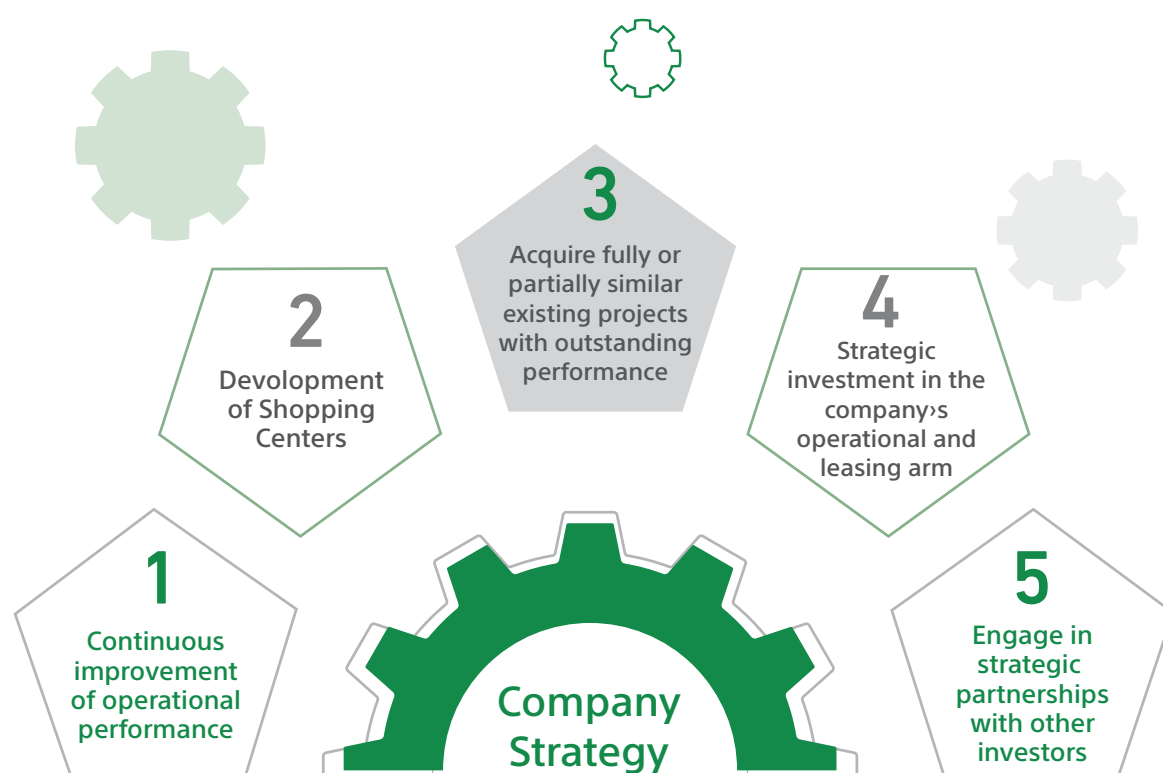 1
Continuous
improvement
of operational
performance
2
Devolopment
of Shopping
Centers
3
Acquire fully or
partially similar
existing projects
with outstanding
performance
4
Strategic
investment in the
company›s
operational and
leasing arm
5
Engage in
strategic
partnerships
with other
investors
Company
Strategy